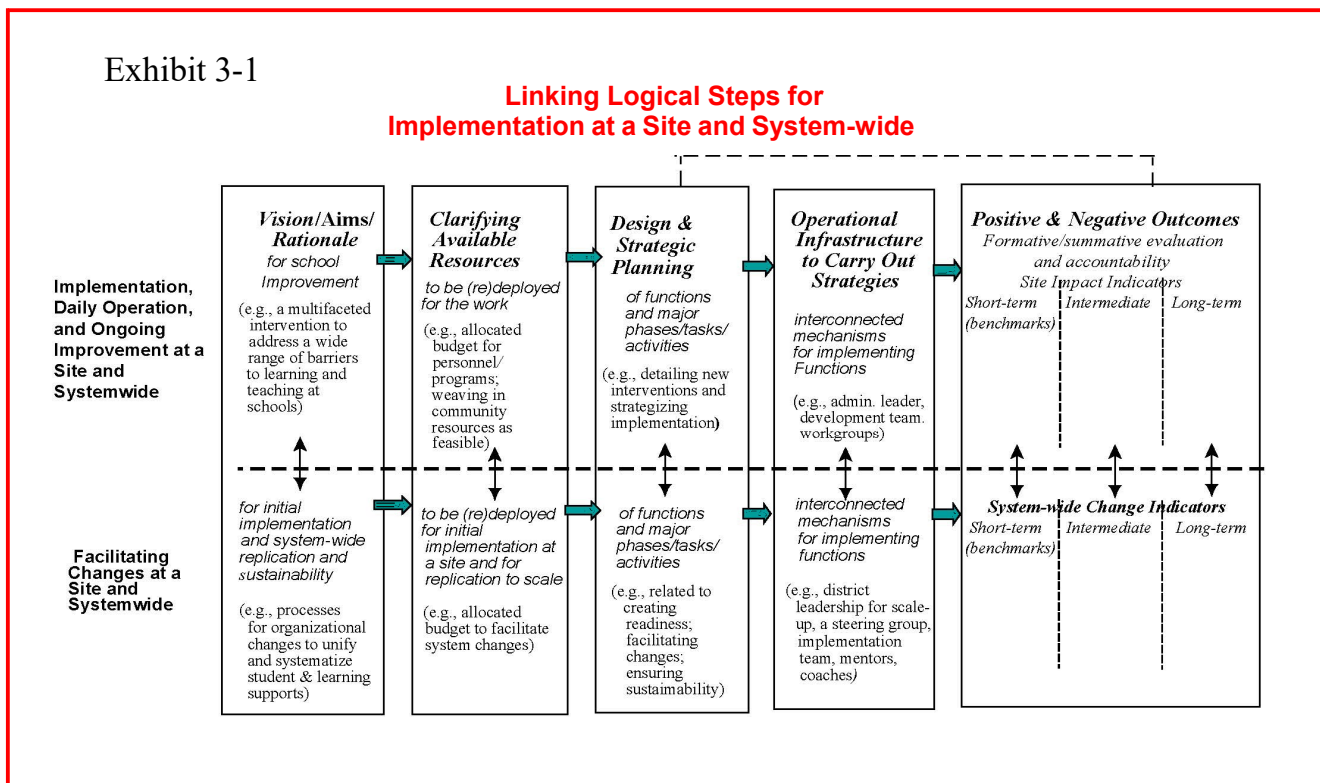 Exhibit 3-1
Linking Logical Steps for
Implementation at a Site and System-wide
Implementation,
Daily Operation,
and Ongoing
Improvement at a
Site and
Systemwide
Vision/Aims/
Rationale
for school
Improvement
(e.g., a multifaceted
intervention to
address a wide
range of barriers
to learning and
teaching at
schools)
Clarifying
Available
Resources
to be (re)deployed
for the work
(e.g., allocated
budget for
personnel/
programs;
weaving in
community
resources as
feasible)
Design &
Strategic
Planning
of functions
and major
phases/tasks/
activities
(e.g., detailing new
interventions and
strategizing
implementation)
Operational
Infrastructure
to Carry Out
Strategies
interconnected
mechanisms
for implementing
Functions
(e.g., admin. leader,
development team.
workgroups)
Positive & Negative Outcomes
Formative/summative evaluation
and accountability
Site Impact Indicators
Short-term Intermediate Long-term
(benchmarks)
Facilitating
Changes at a
Site and
Systemwide
for initial
implementation
and system-wide
replication and
sustainability
(e.g., processes
for organizational
changes to unify
and systematize
student & learning
supports)
to be (re)deployed
for initial
implementation at
a site and for
replication to scale
(e.g., allocated
budget to facilitate
system changes)
of functions
and major
phases/tasks/
activities
(e.g., related to
creating
readiness;
facilitating
changes;
ensuring
sustaimability)
interconnected
mechanisms
for implementing
functions
(e.g., district
leadership for scale-
up, a steering group,
implementation
team, mentors,
coaches)
System-wide Change Indicators
Short-term Intermediate Long-term
(benchmarks)